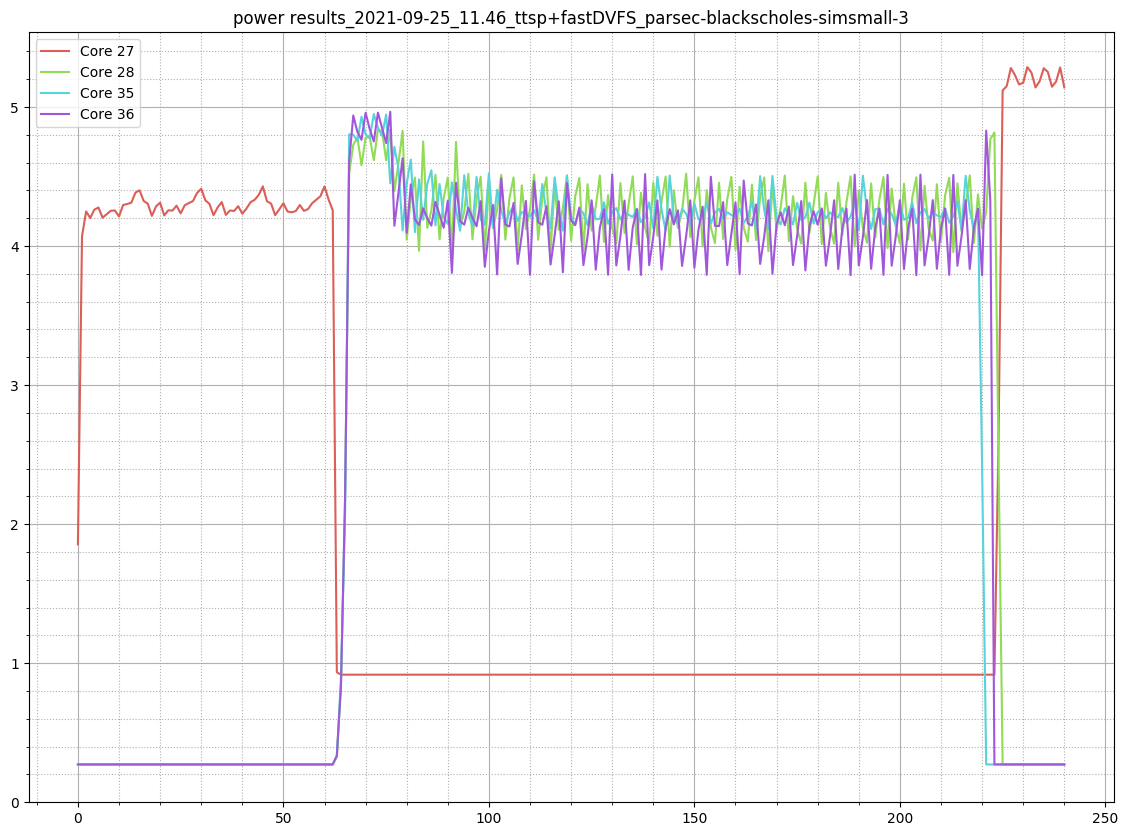 power results_2021-09-25_11.46_ttsp+fastDVFS_parsec-blackscholes-simsmall-3
Core 27
Core 28
Core 35
Core 36
5
4
3
2
1
0
0 50 100 150 200 250